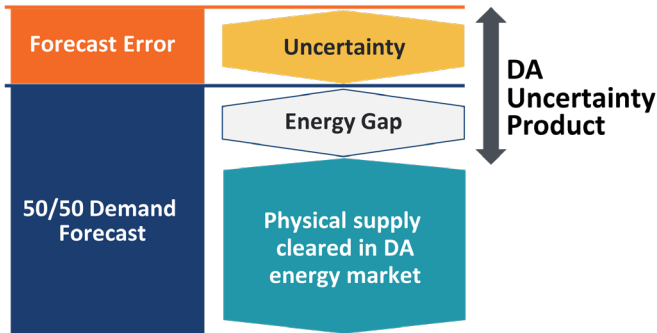 Forecast Error
Uncertainty
DA
Uncertainty
Product
Energy Gap
50/50 Demand
Forecast
Physical supply
cleared in DA
energy market